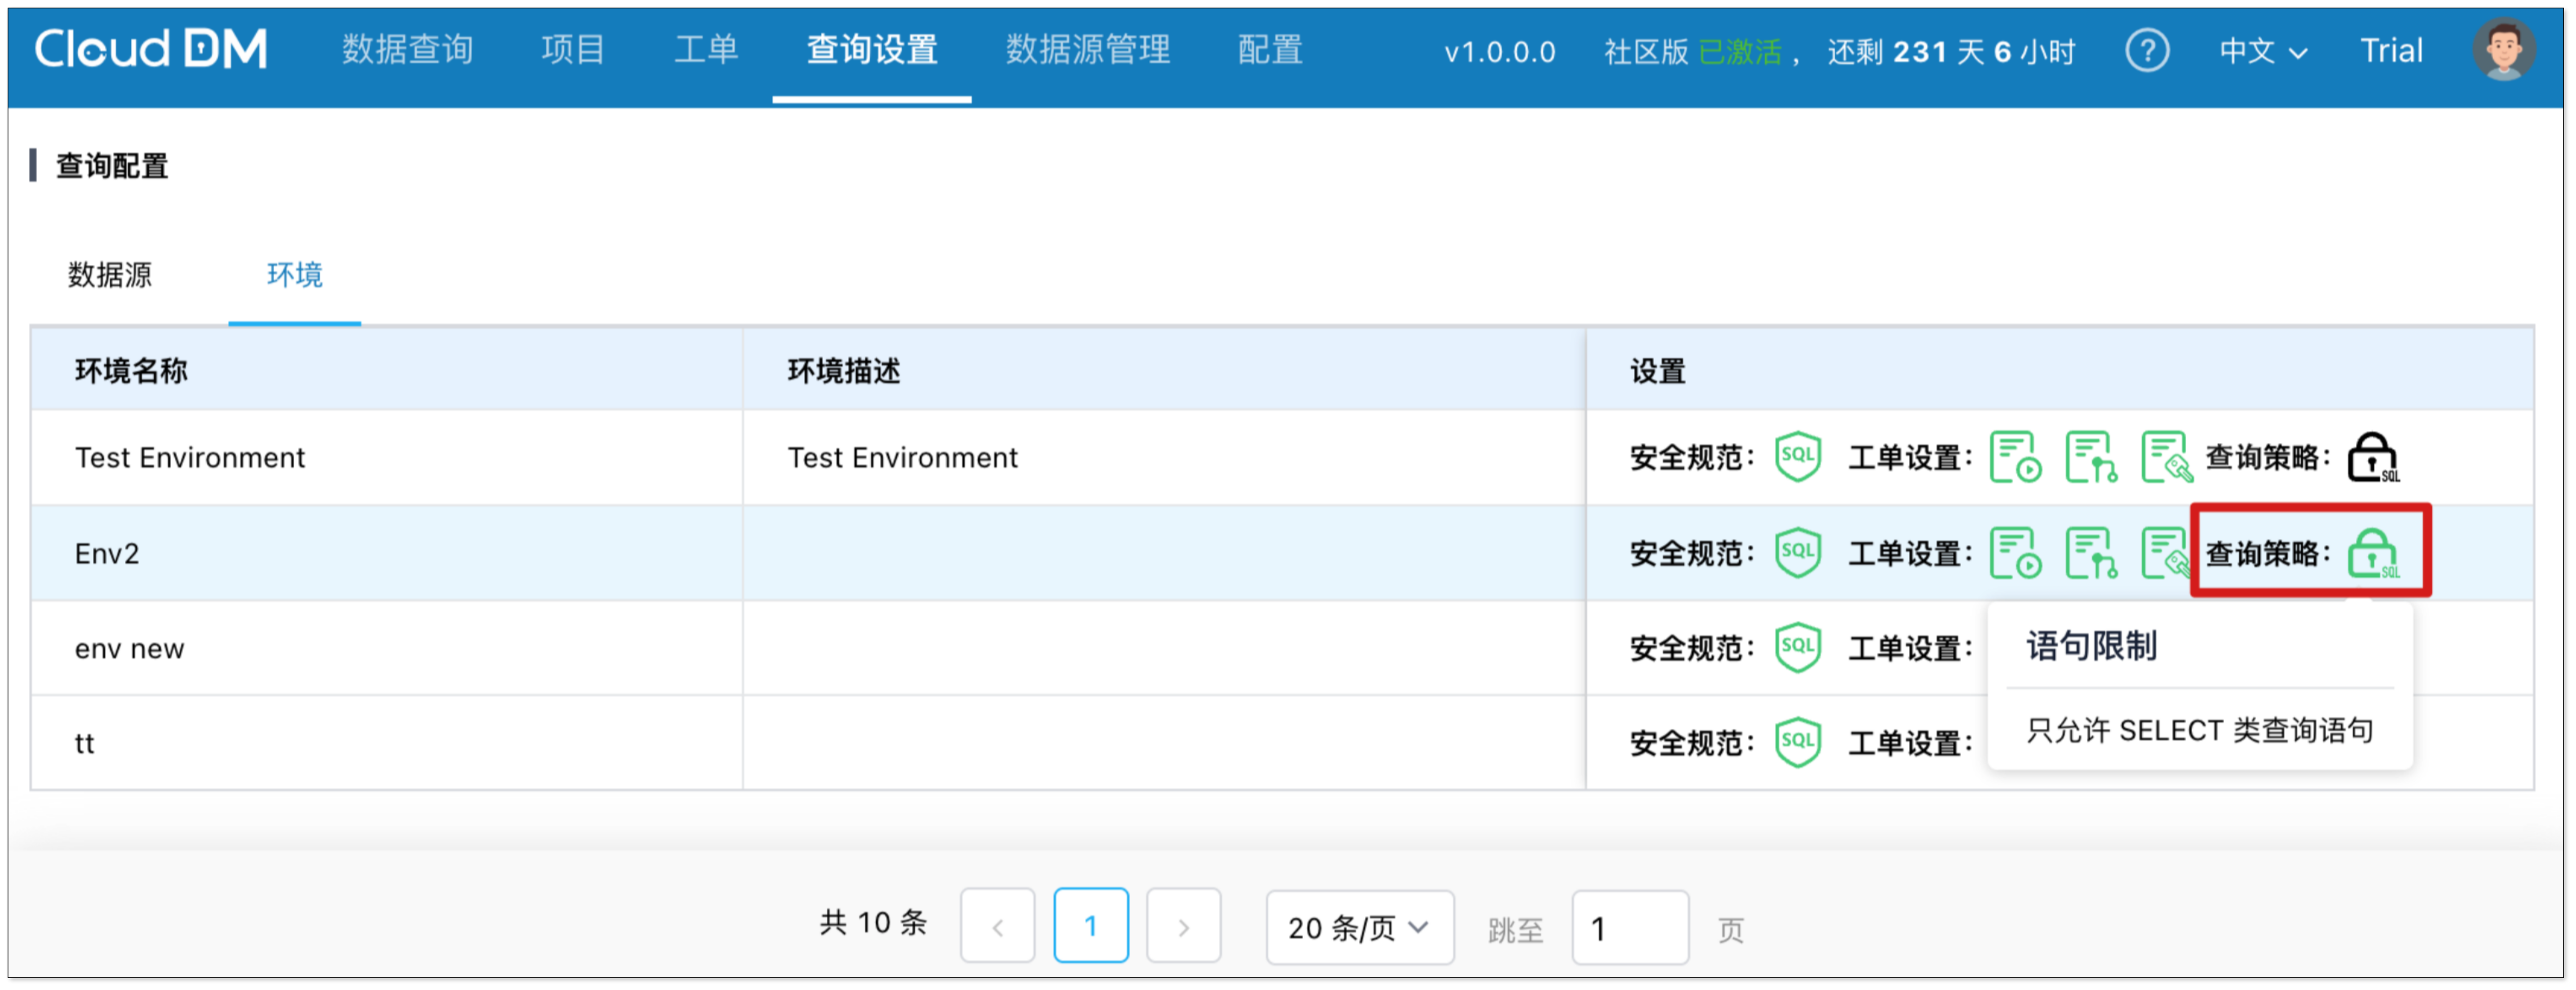 Cloud DM 数据查询 项目 工单 查询设置 数据源管理 配置 v1.0.0.0 社区版 已激活 ， 还剩 231 天 6 小时 ? 中文 Trial
查询配置
数据源 环境
环境名称 环境描述 设置
Test Environment Test Environment 安全规范： SQL 工单设置： 查询策略： SQL
Env2 安全规范： SQL 工单设置： 查询策略： SQL
env new 安全规范： SQL 工单设置：
语句限制
tt 安全规范： SQL 工单设置：
只允许 SELECT 类查询语句
共 10 条 < 1 > 20 条/页 跳至 1 页